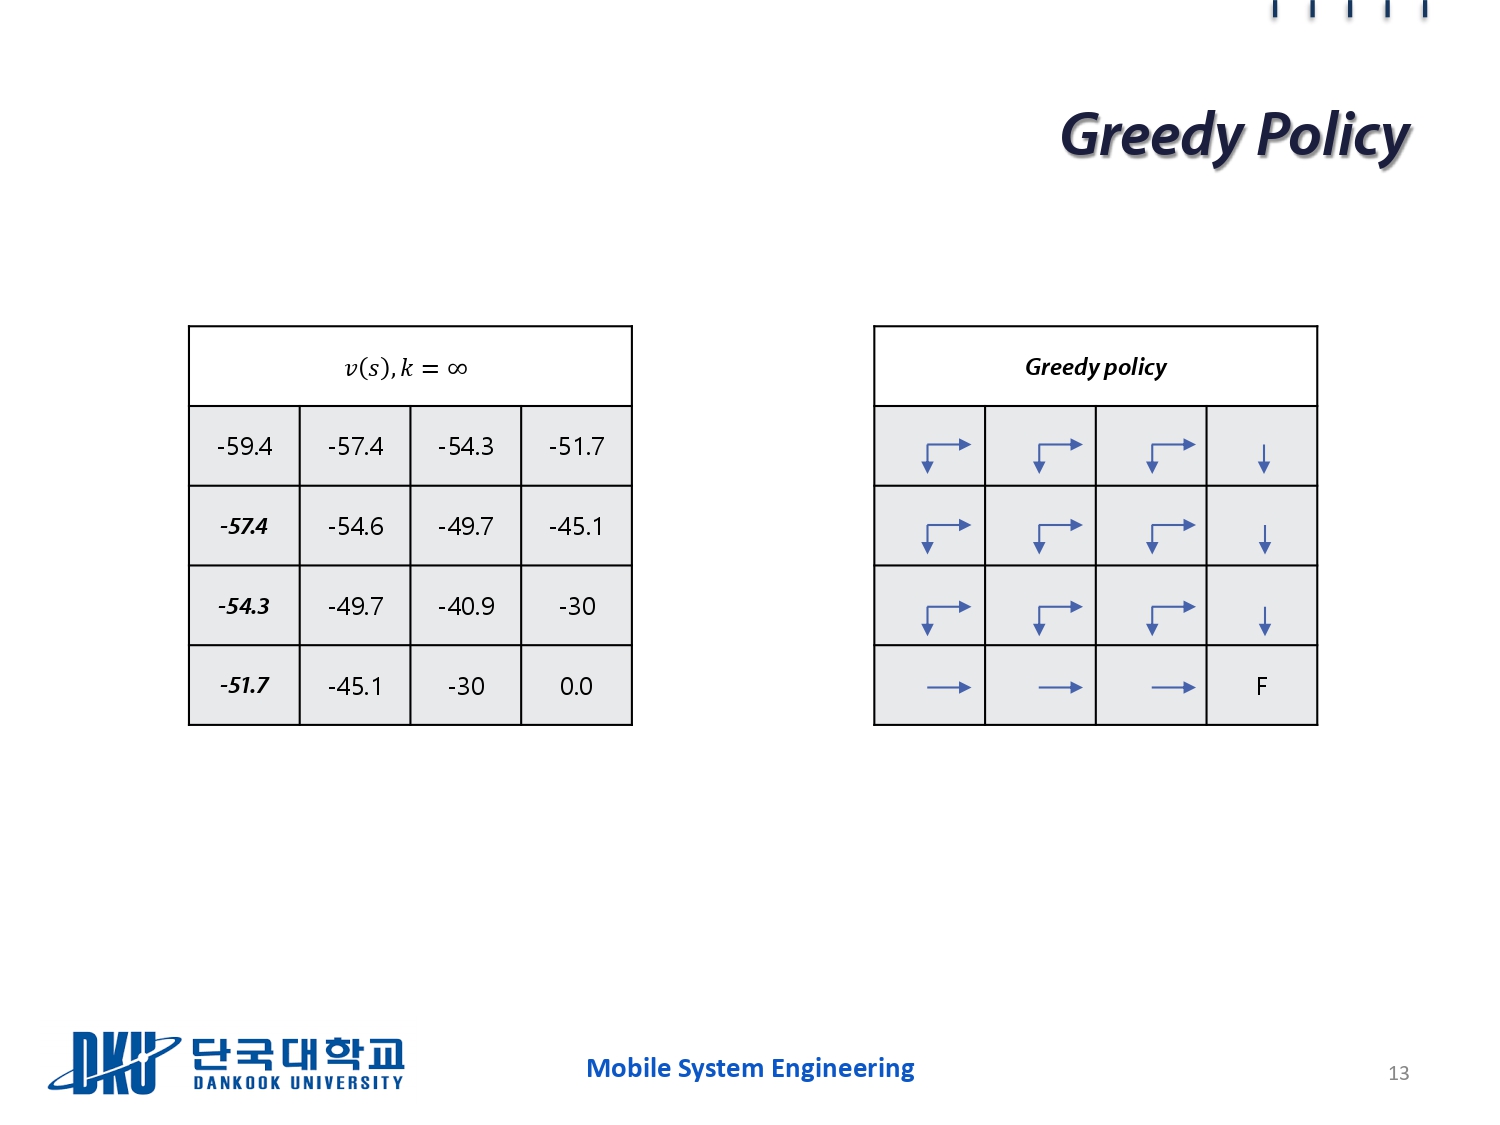 Greedy Policy
v(s), k = ∞
-59.4 -57.4 -54.3 -51.7
-57.4 -54.6 -49.7 -45.1
-54.3 -49.7 -40.9 -30
-51.7 -45.1 -30 0.0
Greedy policy
F
DKU 단국대학교
DANKOOK UNIVERSITY
Mobile System Engineering
13